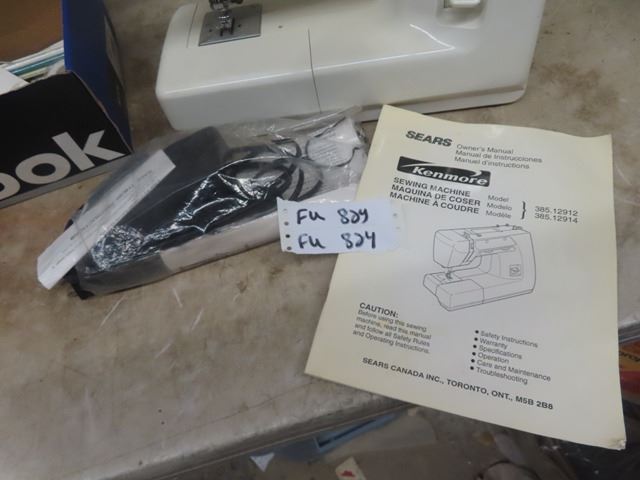 ok
FU 824
FU 824
SEARS
Owner's Manual
Manual de Instrucciones
Manuel d'instructions
Kenmore
SEWING MACHINE
MAQUINA DE COSER
MACHINE À COUDRE
Model
Modelo
Modèle
385.12912
385.12914
CAUTION:
Before using this sewing
machine, read this manual
and follow all Safety Rules
and Operating Instructions.
• Safety Instructions
• Warranty
• Specifications
• Operation
• Care and Maintenance
• Troubleshooting
SEARS CANADA INC., TORONTO, ONT., M5B 2B8